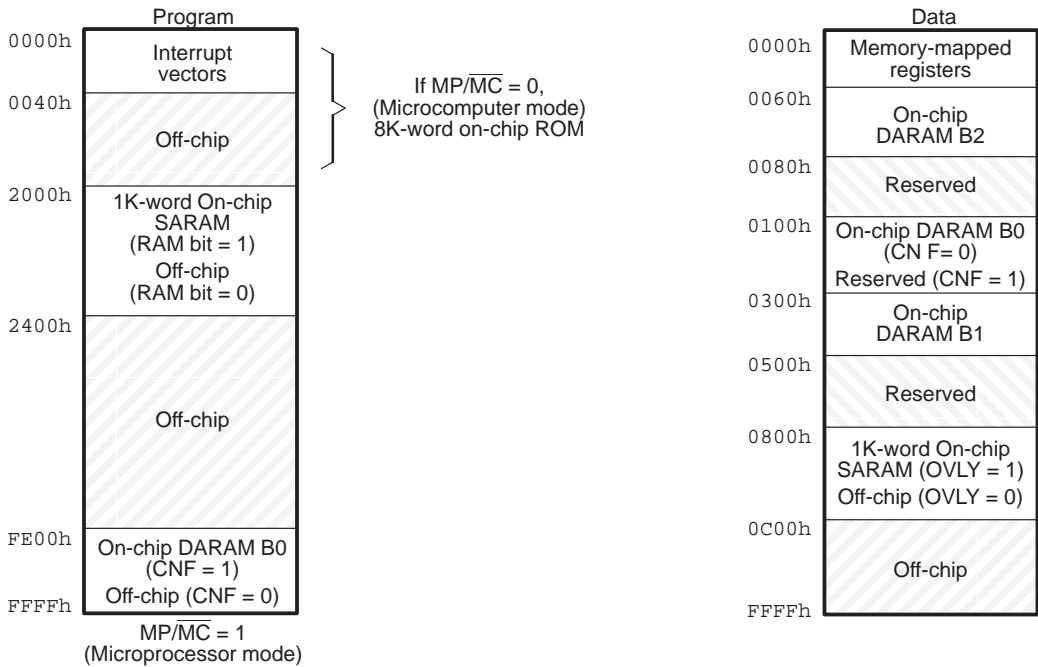 Program
0000h
Interrupt
vectors
0040h
Off-chip
If MP/MC = 0,
(Microcomputer mode)
8K-word on-chip ROM
2000h
1K-word On-chip
SARAM
(RAM bit = 1)
Off-chip
(RAM bit = 0)
2400h
Off-chip
FE00h
On-chip DARAM B0
(CNF = 1)
Off-chip (CNF = 0)
FFFFh
MP/MC = 1
(Microprocessor mode)
Data
0000h
Memory-mapped
registers
0060h
On-chip
DARAM B2
0080h
Reserved
0100h
On-chip DARAM B0
(CN F= 0)
Reserved (CNF = 1)
0300h
On-chip
DARAM B1
0500h
Reserved
0800h
1K-word On-chip
SARAM (OVLY = 1)
Off-chip (OVLY = 0)
0C00h
Off-chip
FFFFh